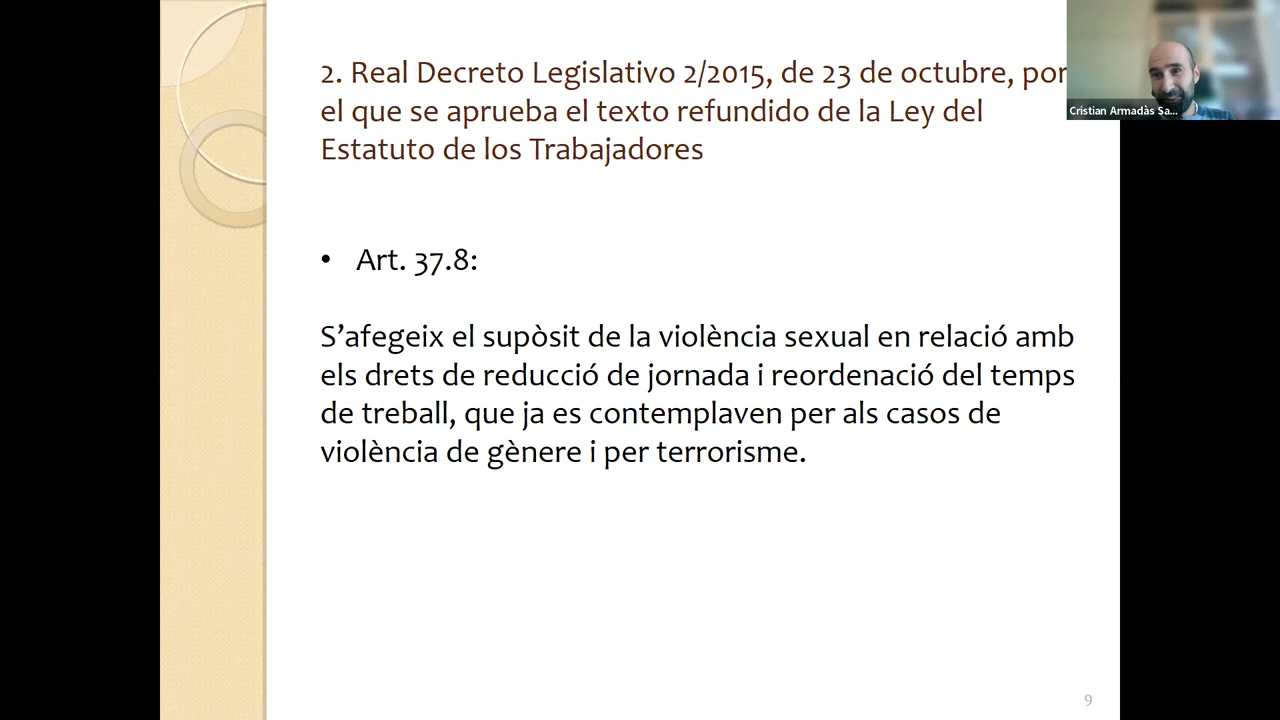 2. Real Decreto Legislativo 2/2015, de 23 de octubre, por
el que se aprueba el texto refundido de la Ley del
Estatuto de los Trabajadores
• Art. 37.8:
S’afegeix el supòsit de la violència sexual en relació amb
els drets de reducció de jornada i reordenació del temps
de treball, que ja es contemplaven per als casos de
violència de gènere i per terrorisme.
9
Cristian Armadàs Sa...